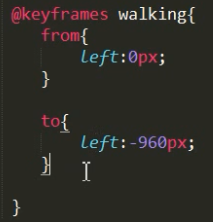 @keyframes walking{
from{
left:0px;
}
to{
left:-960px;
}
}